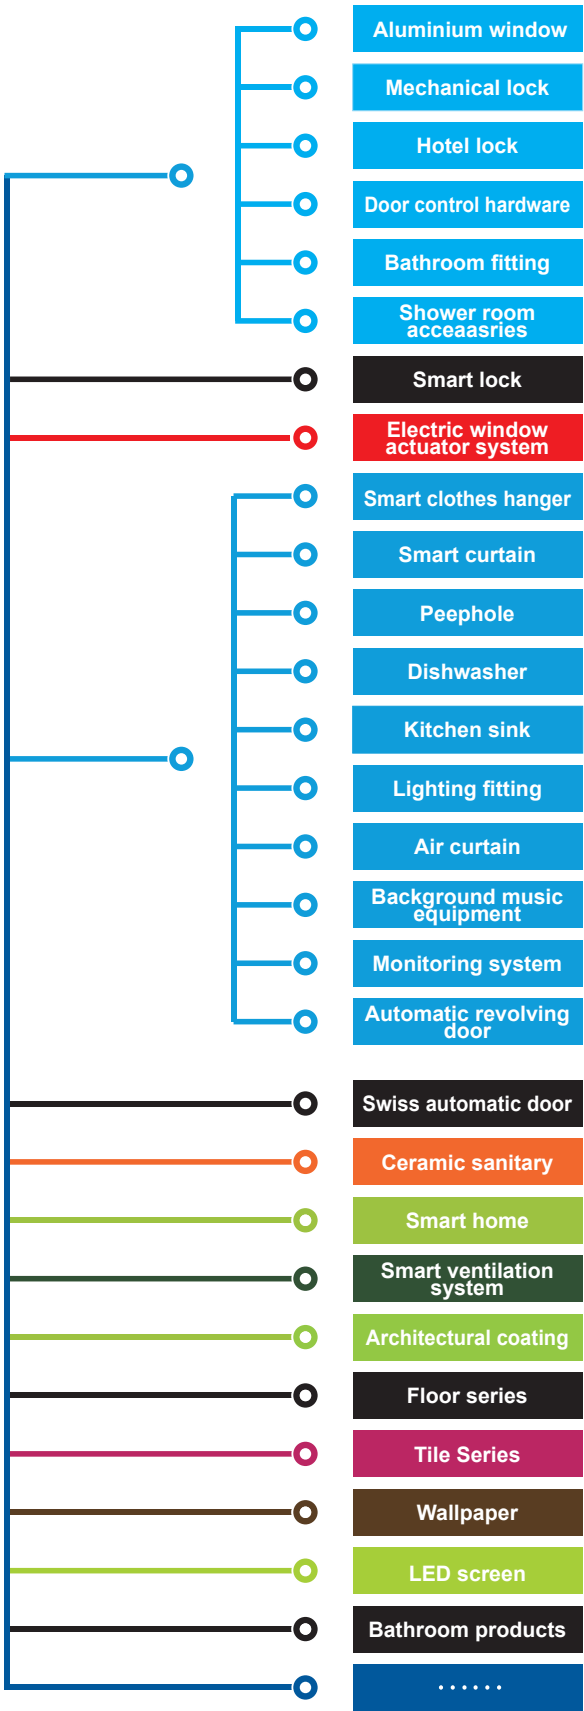 Aluminium window
Mechanical lock
Hotel lock
Door control hardware
Bathroom fitting
Shower room
acceaasries
Smart lock
Electric window
actuator system
Smart clothes hanger
Smart curtain
Peephole
Dishwasher
Kitchen sink
Lighting fitting
Air curtain
Background music
equipment
Monitoring system
Automatic revolving
door
Swiss automatic door
Ceramic sanitary
Smart home
Smart ventilation
system
Architectural coating
Floor series
Tile Series
Wallpaper
LED screen
Bathroom products
······